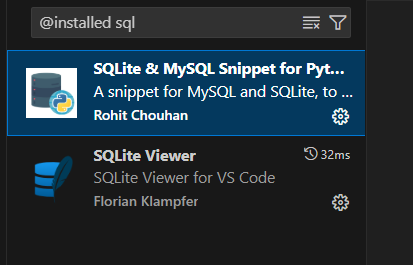 @installed sql
SQLite & MySQL Snippet for Pyt...
A snippet for MySQL and SQLite, to ...
Rohit Chouhan
SQLite Viewer
32ms
SQLite Viewer for VS Code
Florian Klampfer